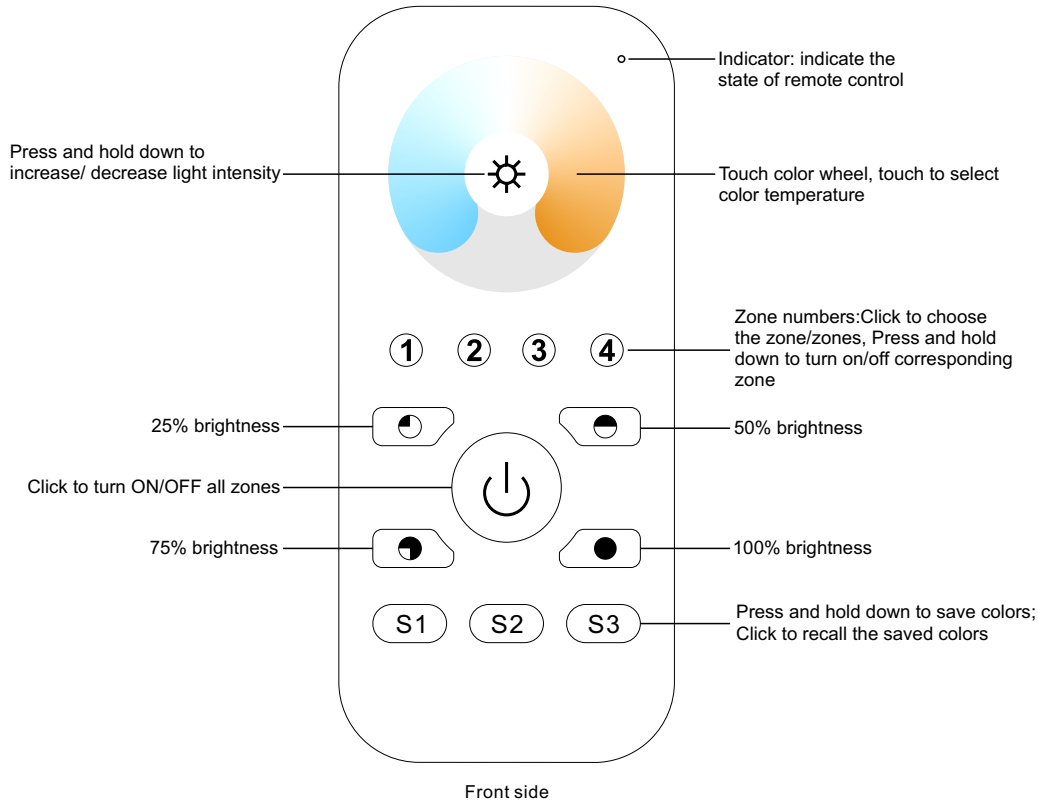 Indicator: indicate the
state of remote control
Press and hold down to
increase/ decrease light intensity
Touch color wheel, touch to select
color temperature
Zone numbers:Click to choose
the zone/zones, Press and hold
down to turn on/off corresponding
zone
1 2 3 4
25% brightness
50% brightness
Click to turn ON/OFF all zones
75% brightness
100% brightness
S1 S2 S3
Press and hold down to save colors;
Click to recall the saved colors
Front side